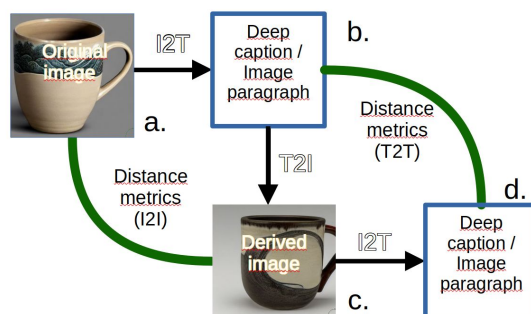 Original
image
a.
I2T
Deep
caption /
Image
paragraph
b.
T2I
Distance
metrics
(I2I)
Distance
metrics
(T2T)
Derived
image
c.
I2T
d.
Deep
caption /
Image
paragraph